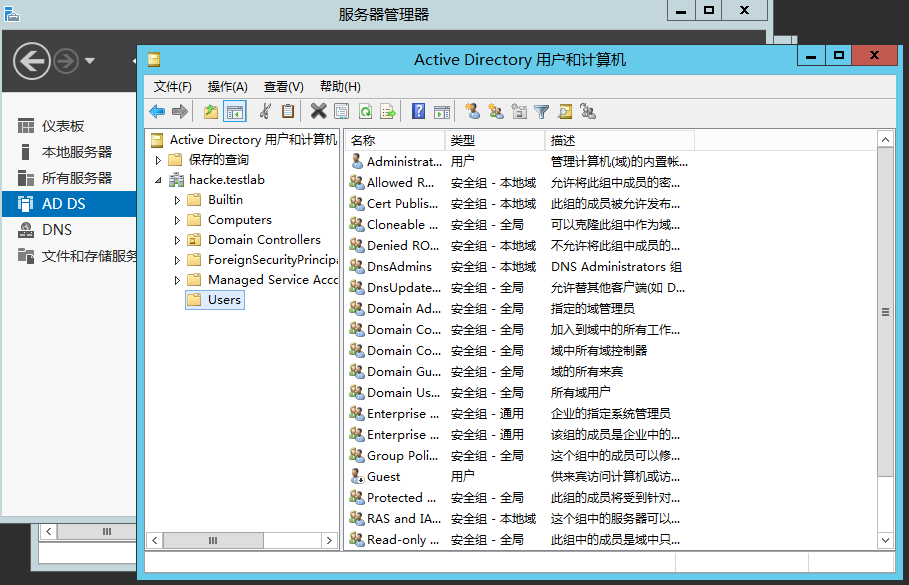 服务器管理器
Active Directory 用户和计算机
文件(F) 操作(A) 查看(V) 帮助(H)
仪表板
本地服务器
所有服务器
AD DS
DNS
文件和存储服务
Active Directory 用户和计算机
保存的查询
hacke.testlab
Builtin
Computers
Domain Controllers
ForeignSecurityPrincipa
Managed Service Acco
Users
名称 类型 描述
Administrat... 用户 管理计算机(域)的内置帐...
Allowed R... 安全组 - 本地域 允许将此组中成员的密...
Cert Publis... 安全组 - 本地域 此组的成员被允许发布...
Cloneable ... 安全组 - 全局 可以克隆此组中作为域...
Denied RO... 安全组 - 本地域 不允许将此组中成员的...
DnsAdmins 安全组 - 本地域 DNS Administrators 组
DnsUpdate... 安全组 - 全局 允许替其他客户端(如 D...
Domain Ad... 安全组 - 全局 指定的域管理员
Domain Co... 安全组 - 全局 加入到域中的所有工作...
Domain Co... 安全组 - 全局 域中所有域控制器
Domain Gu... 安全组 - 全局 域的所有来宾
Domain Us... 安全组 - 全局 所有域用户
Enterprise ... 安全组 - 通用 企业的指定系统管理员
Enterprise ... 安全组 - 通用 该组的成员是企业中的...
Group Poli... 安全组 - 全局 这个组中的成员可以修...
Guest 用户 供来宾访问计算机或访...
Protected ... 安全组 - 全局 此组的成员将受到针对...
RAS and IA... 安全组 - 本地域 这个组中的服务器可以...
Read-only ... 安全组 - 全局 此组中的成员是域中只...